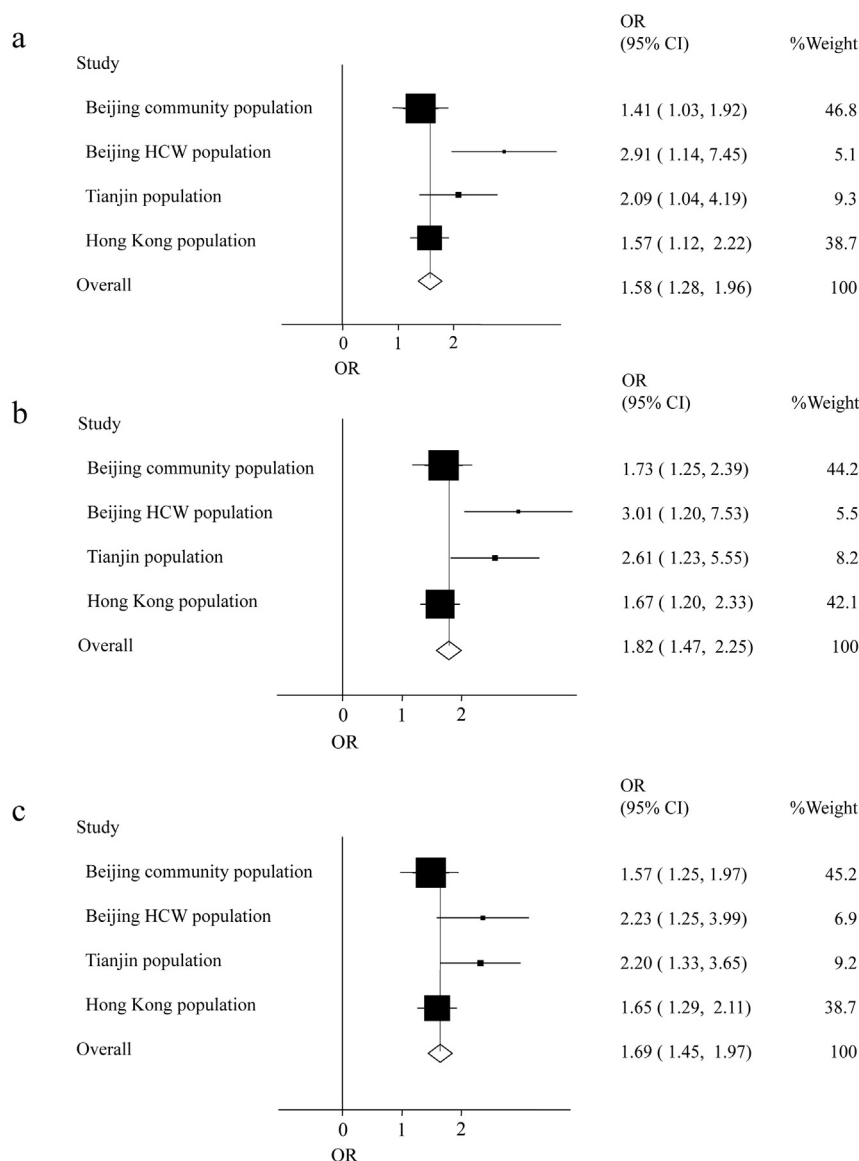 a
OR
(95% CI) %Weight
Study
Beijing community population 1.41 ( 1.03, 1.92) 46.8
Beijing HCW population 2.91 ( 1.14, 7.45) 5.1
Tianjin population 2.09 ( 1.04, 4.19) 9.3
Hong Kong population 1.57 ( 1.12, 2.22) 38.7
Overall 1.58 ( 1.28, 1.96) 100
0 1 2
OR
b
OR
(95% CI) %Weight
Study
Beijing community population 1.73 ( 1.25, 2.39) 44.2
Beijing HCW population 3.01 ( 1.20, 7.53) 5.5
Tianjin population 2.61 ( 1.23, 5.55) 8.2
Hong Kong population 1.67 ( 1.20, 2.33) 42.1
Overall 1.82 ( 1.47, 2.25) 100
0 1 2
OR
c
OR
(95% CI) %Weight
Study
Beijing community population 1.57 ( 1.25, 1.97) 45.2
Beijing HCW population 2.23 ( 1.25, 3.99) 6.9
Tianjin population 2.20 ( 1.33, 3.65) 9.2
Hong Kong population 1.65 ( 1.29, 2.11) 38.7
Overall 1.69 ( 1.45, 1.97) 100
0 1 2
OR